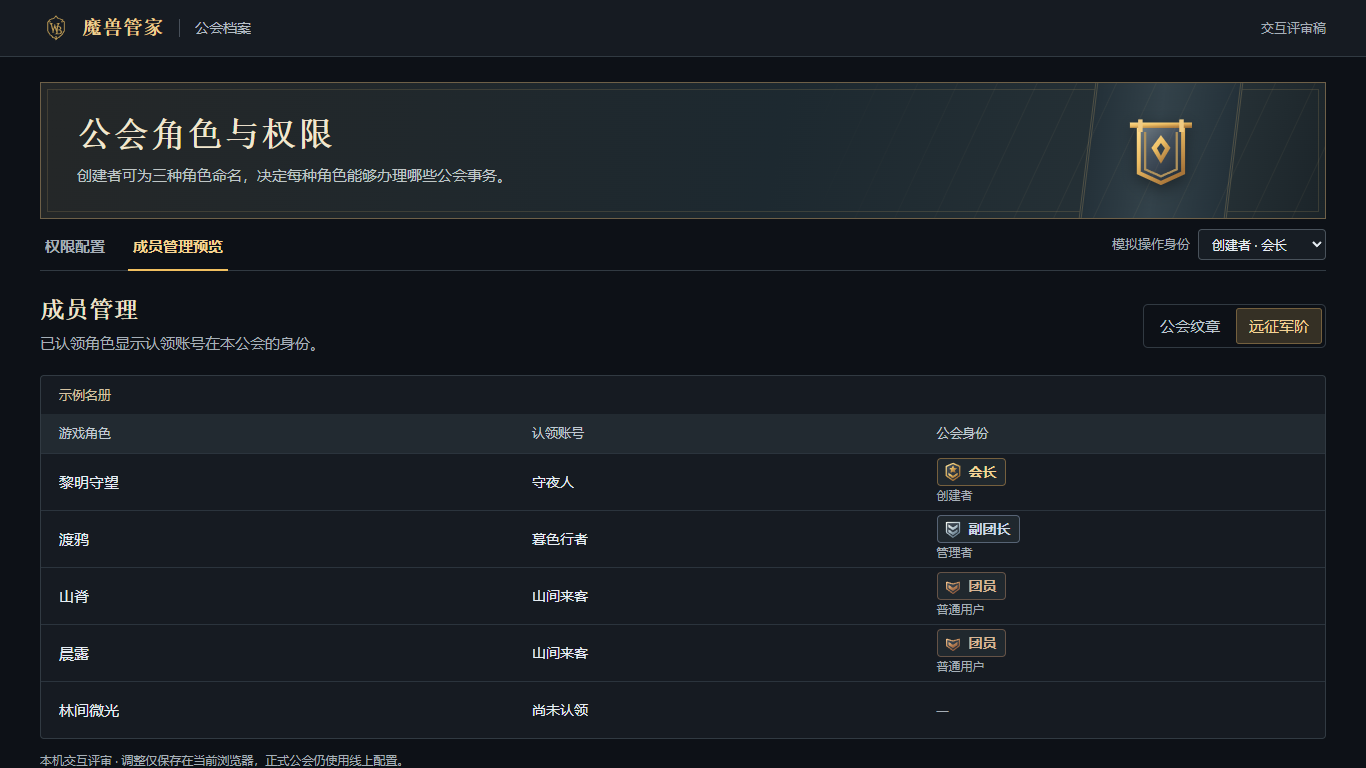 魔兽管家
公会档案
交互评审稿
公会角色与权限
创建者可为三种角色命名，决定每种角色能够办理哪些公会事务。
权限配置 成员管理预览
模拟操作身份 创建者 · 会长
成员管理
已认领角色显示认领账号在本公会的身份。
公会纹章 远征军阶
示例名册
游戏角色 认领账号 公会身份
黎明守望 守夜人 会长
创建者
渡鸦 暮色行者 副团长
管理者
山脊 山间来客 团员
普通用户
晨露 山间来客 团员
普通用户
林间微光 尚未认领 —
本机交互评审 · 调整仅保存在当前浏览器，正式公会仍使用线上配置。